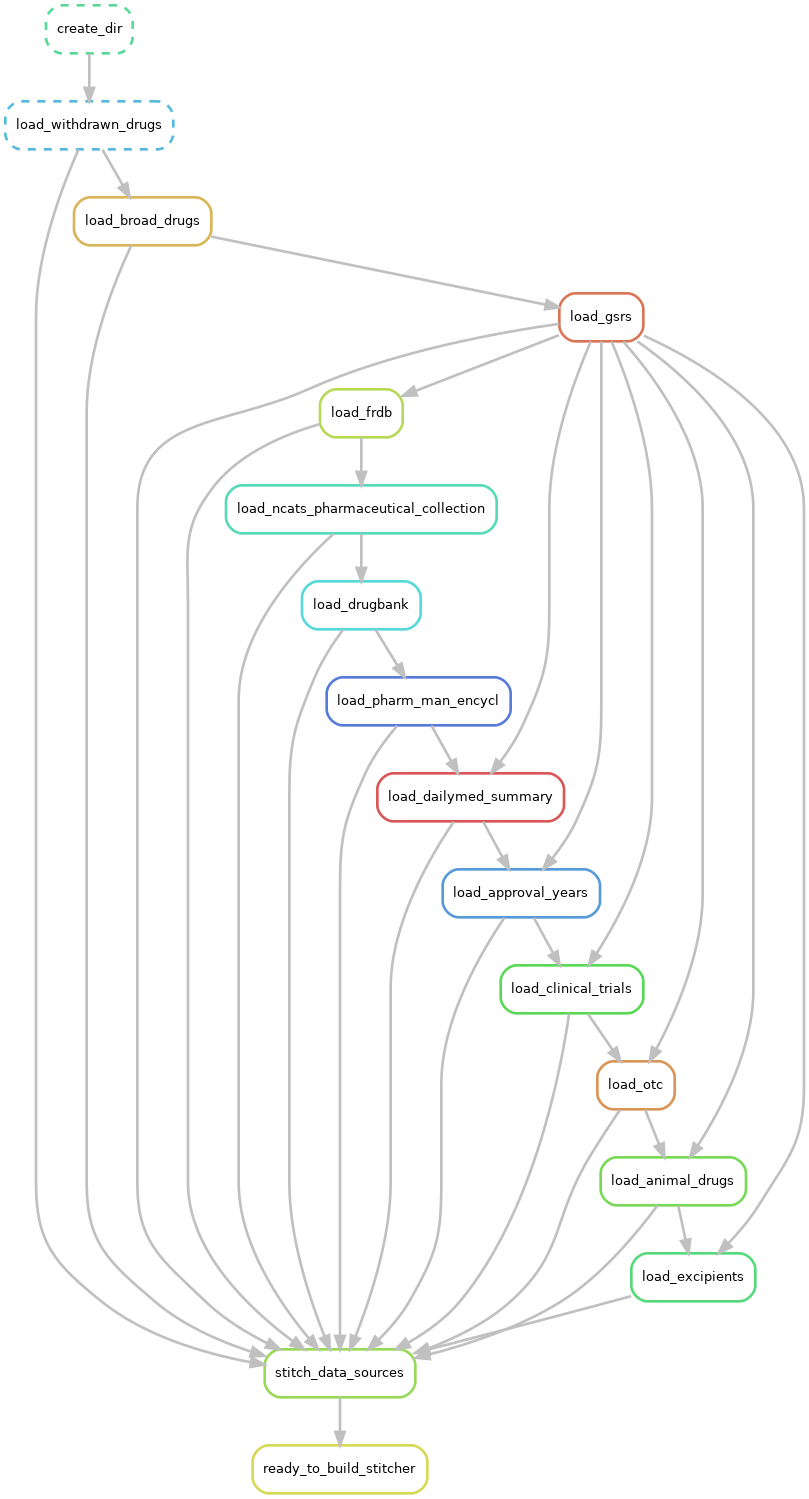 create_dir
load_withdrawn_drugs
load_broad_drugs
load_gsrs
load_frdb
load_ncats_pharmaceutical_collection
load_drugbank
load_pharm_man_encycl
load_dailymed_summary
load_approval_years
load_clinical_trials
load_otc
load_animal_drugs
load_excipients
stitch_data_sources
ready_to_build_stitcher